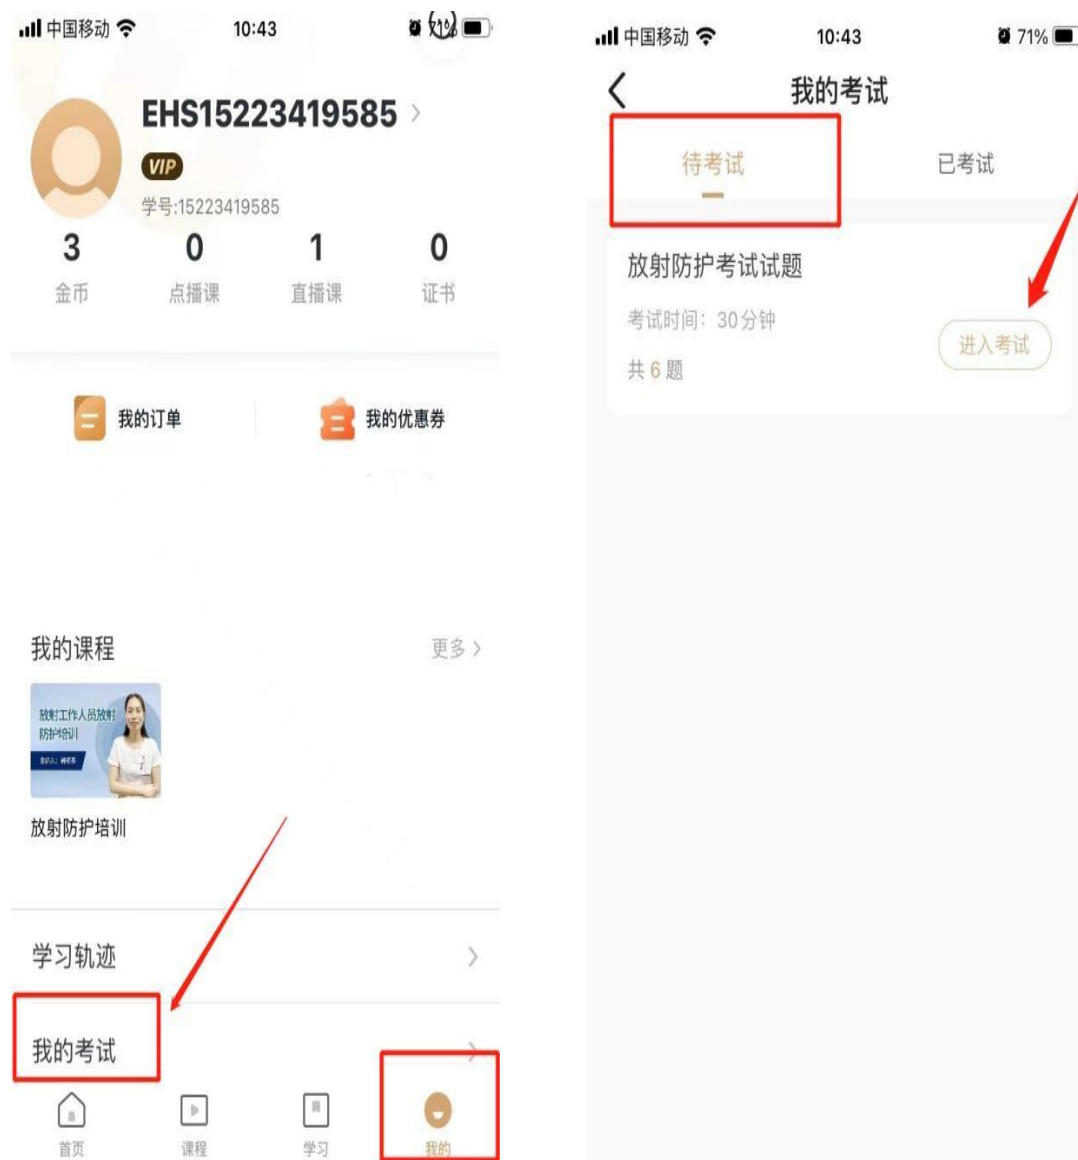 中国移动 10:43
EHS15223419585
VIP
学号:15223419585
3 0 1 0
金币 点播课 直播课 证书
我的订单 我的优惠券
我的课程 更多
放射工作人员放射
防护培训
放射防护培训
学习轨迹
我的考试
首页 课程 学习 我的
中国移动 10:43 71%
我的考试
待考试 已考试
放射防护考试试题
考试时间：30分钟
进入考试
共 6 题